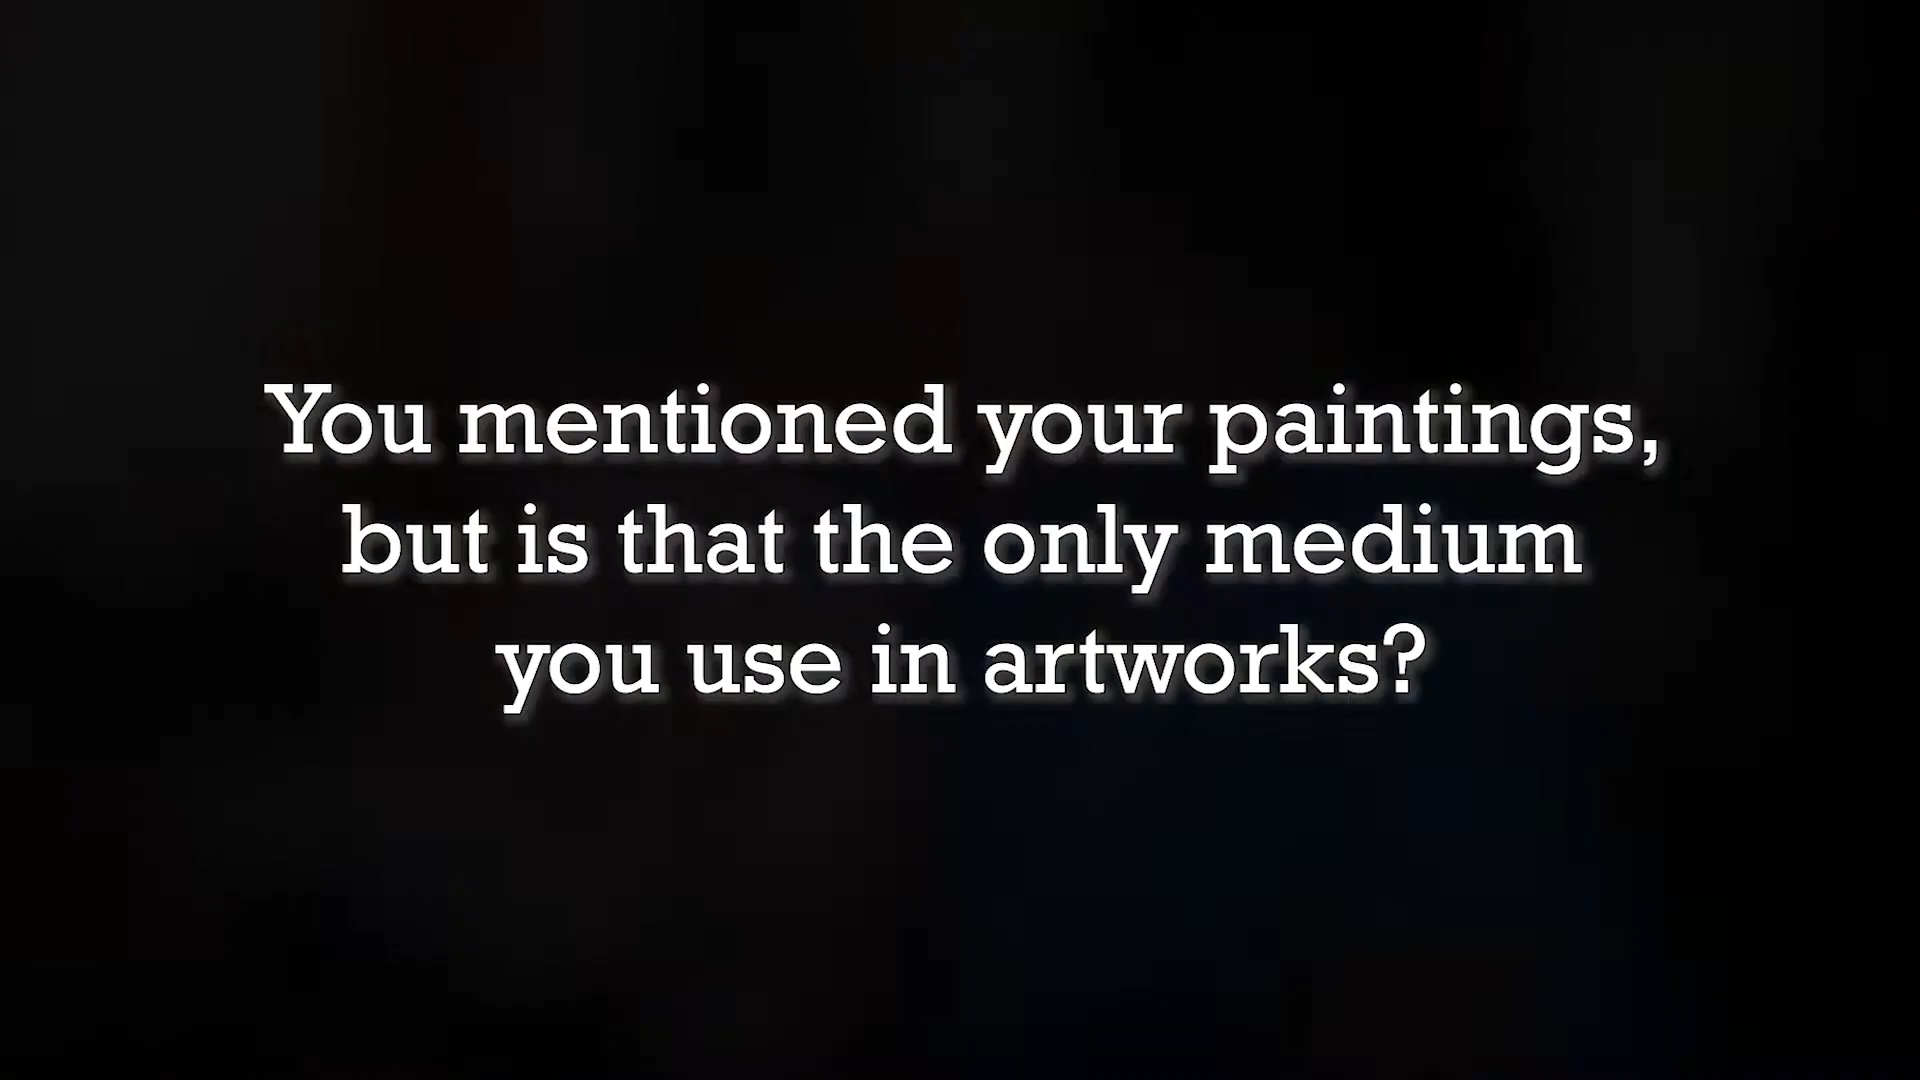 You mentioned your paintings,
but is that the only medium
you use in artworks?